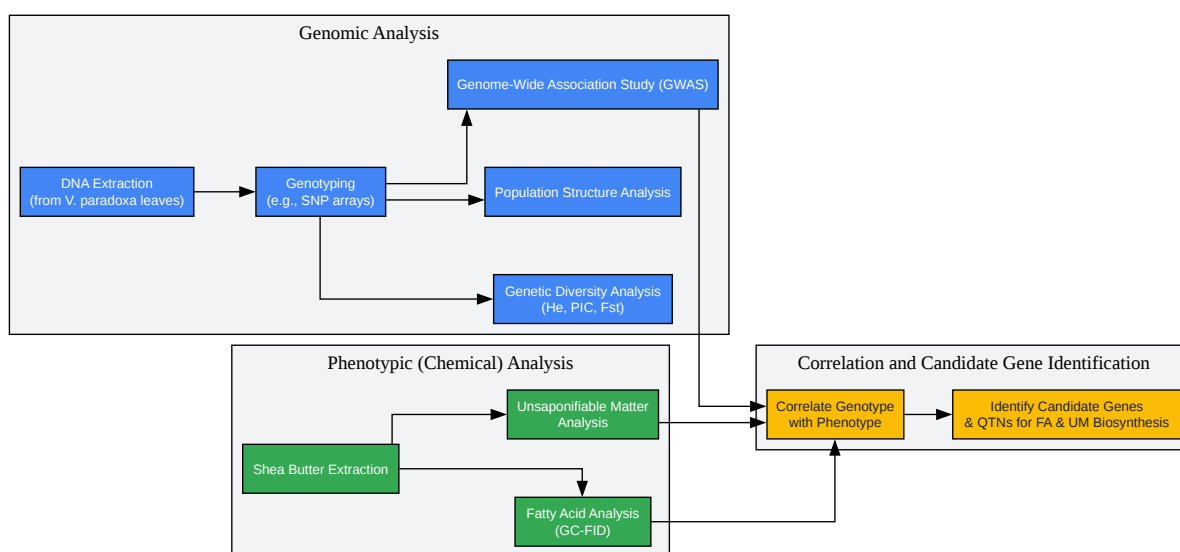 Genomic Analysis
Genome-Wide Association Study (GWAS)
DNA Extraction
(from V. paradoxa leaves)
Genotyping
(e.g., SNP arrays)
Population Structure Analysis
Genetic Diversity Analysis
(He, PIC, Fst)
Phenotypic (Chemical) Analysis
Unsaponifiable Matter
Analysis
Shea Butter Extraction
Fatty Acid Analysis
(GC-FID)
Correlation and Candidate Gene Identification
Correlate Genotype
with Phenotype
Identify Candidate Genes
& QTNs for FA & UM Biosynthesis